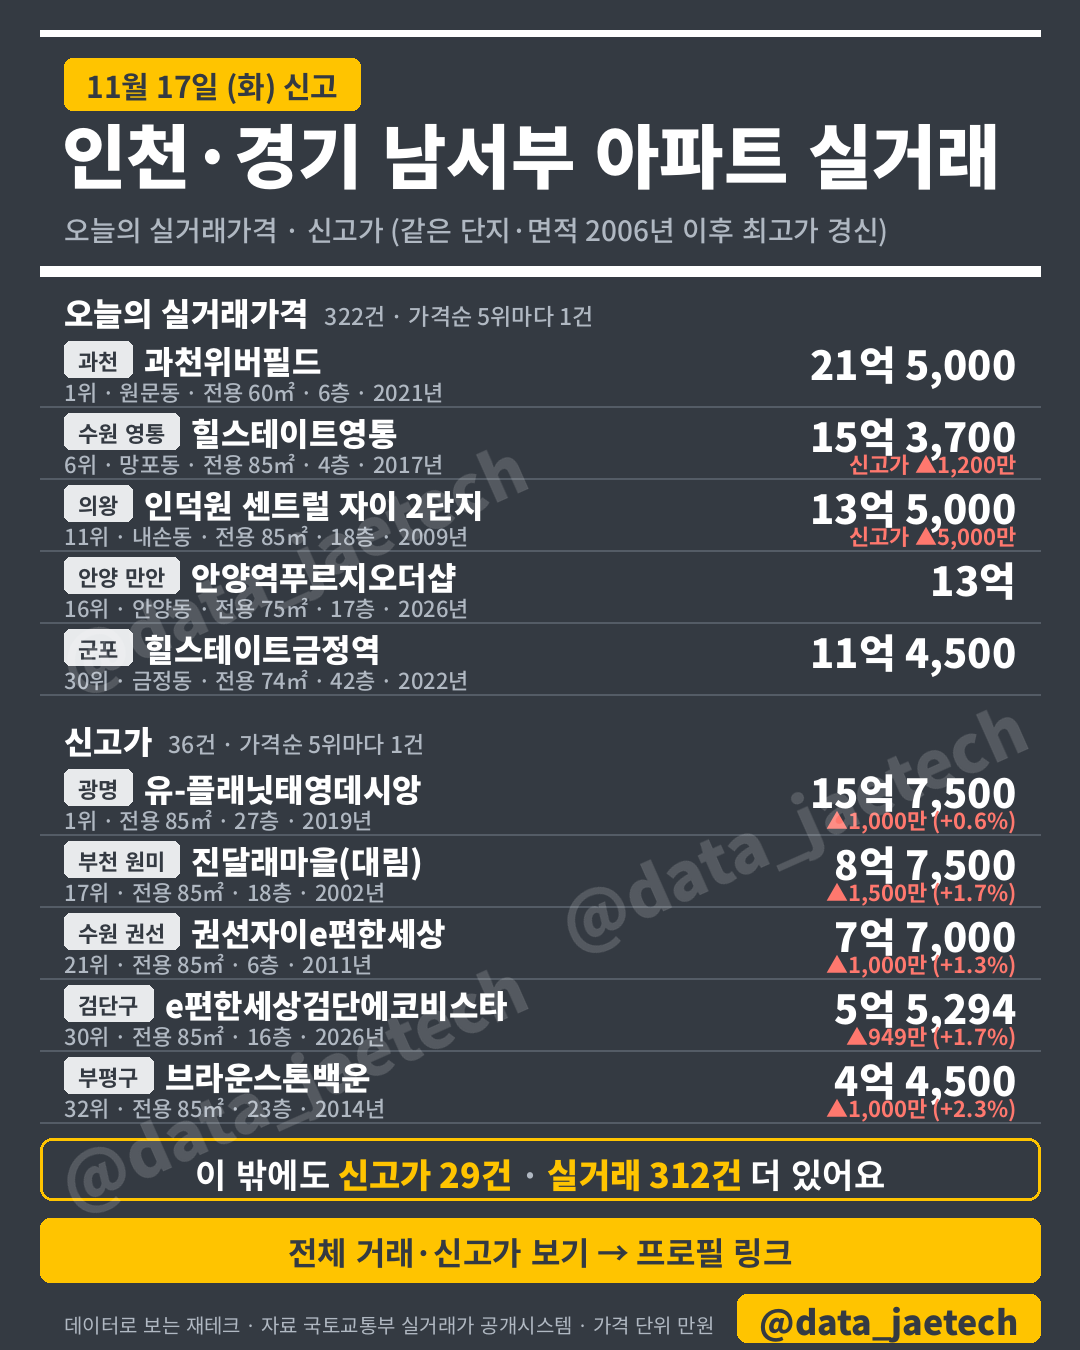 11월 17일 (화) 신고
인천·경기 남서부 아파트 실거래
오늘의 실거래가격 · 신고가 (같은 단지·면적 2006년 이후 최고가 경신)
오늘의 실거래가격 322건 · 가격순 5위마다 1건
과천 과천위버필드 21억 5,000
1위 · 원문동 · 전용 60㎡ · 6층 · 2021년
수원 영통 힐스테이트영통 15억 3,700
6위 · 망포동 · 전용 85㎡ · 4층 · 2017년 신고가 ▲1,200만
의왕 인덕원 센트럴 자이 2단지 13억 5,000
11위 · 내손동 · 전용 85㎡ · 18층 · 2009년 신고가 ▲5,000만
안양 만안 안양역푸르지오더샵 13억
16위 · 안양동 · 전용 75㎡ · 17층 · 2026년
군포 힐스테이트금정역 11억 4,500
30위 · 금정동 · 전용 74㎡ · 42층 · 2022년
신고가 36건 · 가격순 5위마다 1건
광명 유-플래닛태영데시앙 15억 7,500
1위 · 전용 85㎡ · 27층 · 2019년 ▲1,000만 (+0.6%)
부천 원미 진달래마을(대림) 8억 7,500
17위 · 전용 85㎡ · 18층 · 2002년 ▲1,500만 (+1.7%)
수원 권선 권선자이e편한세상 7억 7,000
21위 · 전용 85㎡ · 6층 · 2011년 ▲1,000만 (+1.3%)
검단구 e편한세상검단에코비스타 5억 5,294
30위 · 전용 85㎡ · 16층 · 2026년 ▲949만 (+1.7%)
부평구 브라운스톤백운 4억 4,500
32위 · 전용 85㎡ · 23층 · 2014년 ▲1,000만 (+2.3%)
이 밖에도 신고가 29건 · 실거래 312건 더 있어요
전체 거래·신고가 보기 → 프로필 링크
데이터로 보는 재테크 · 자료 국토교통부 실거래가 공개시스템 · 가격 단위 만원 @data_jaetech
@data_jaetech
@data_jaetech
@data_jaetech